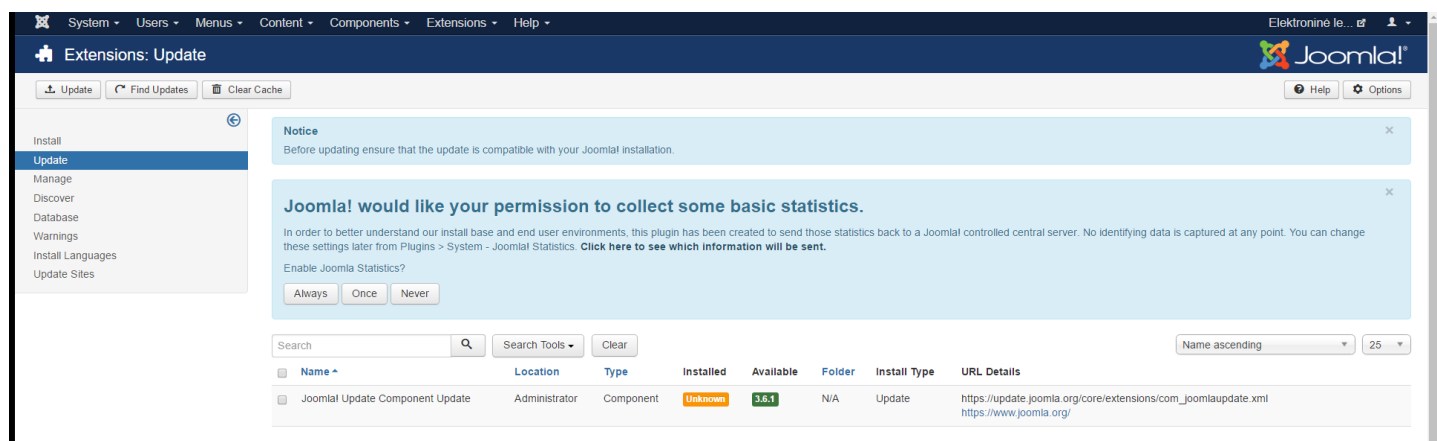 System Users Menus Content Components Extensions Help Elektroninė le...
Extensions: Update Joomla!®
Update Find Updates Clear Cache Help Options
Install
Update
Manage
Discover
Database
Warnings
Install Languages
Update Sites
Notice
Before updating ensure that the update is compatible with your Joomla! installation.
Joomla! would like your permission to collect some basic statistics.
In order to better understand our install base and end user environments, this plugin has been created to send those statistics back to a Joomla! controlled central server. No identifying data is captured at any point. You can change
these settings later from Plugins > System - Joomla! Statistics. Click here to see which information will be sent.
Enable Joomla Statistics?
Always Once Never
Search Search Tools Clear Name ascending 25
Name Location Type Installed Available Folder Install Type URL Details
Joomla! Update Component Update Administrator Component Unknown 3.6.1 N/A Update https://update.joomla.org/core/extensions/com_joomlaupdate.xml
https://www.joomla.org/